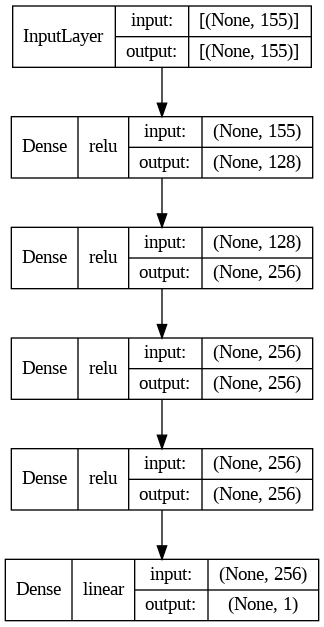 InputLayer input: [(None, 155)]
output: [(None, 155)]
Dense relu input: (None, 155)
output: (None, 128)
Dense relu input: (None, 128)
output: (None, 256)
Dense relu input: (None, 256)
output: (None, 256)
Dense relu input: (None, 256)
output: (None, 256)
Dense linear input: (None, 256)
output: (None, 1)